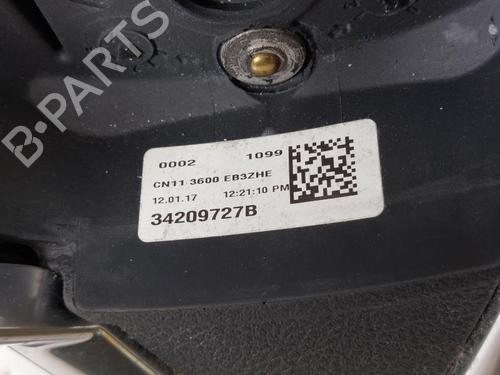 B-PARTS
0002 1099
CN11 3600 EB3ZHE
12.01.17 12:21:10 PM
34209727B